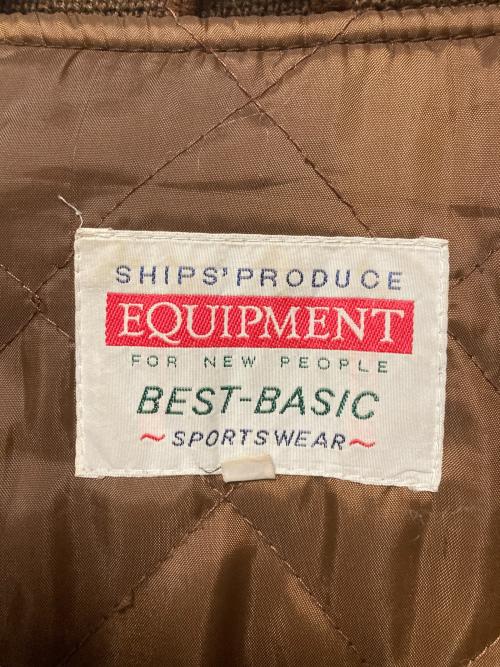 SHIPS' PRODUCE
EQUIPMENT
FOR NEW PEOPLE
BEST-BASIC
~SPORTSWEAR~